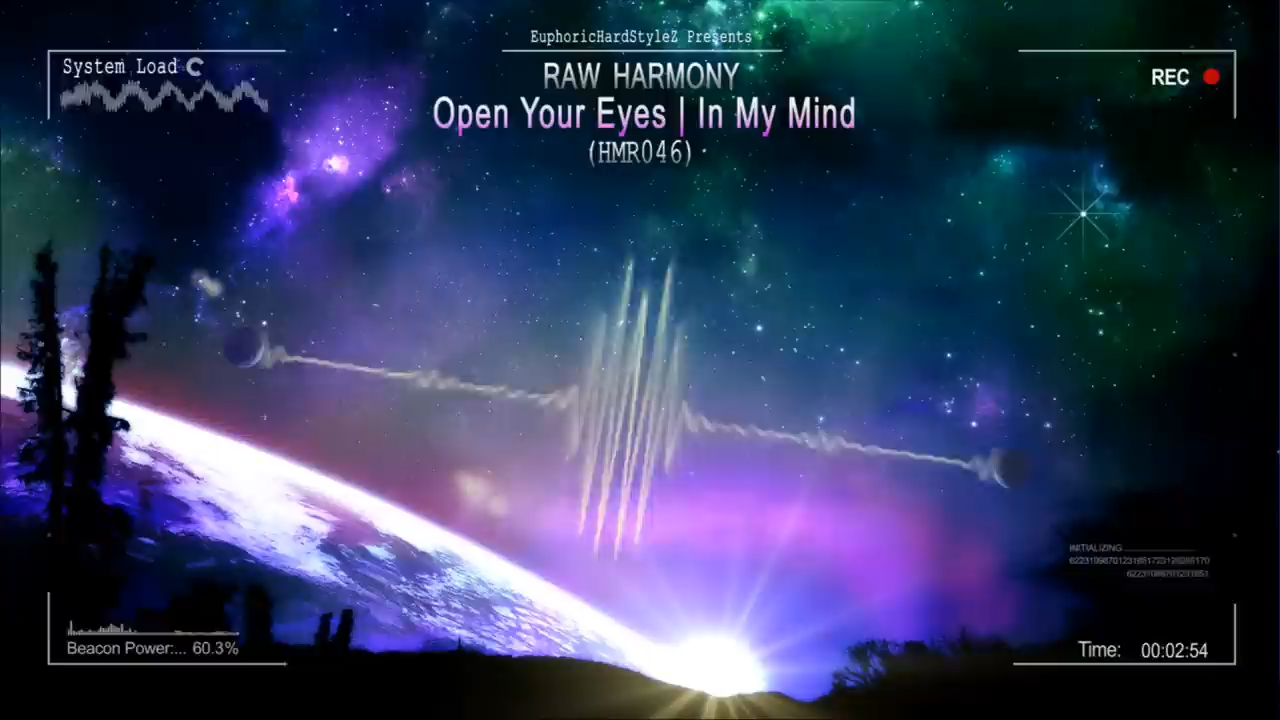 EuphoricHardStyleZ Presents
System Load
RAW HARMONY
REC
Open Your Eyes | In My Mind
(HMR046)
INITIALIZING
Beacon Power:... 60.3%
Time: 00:02:54